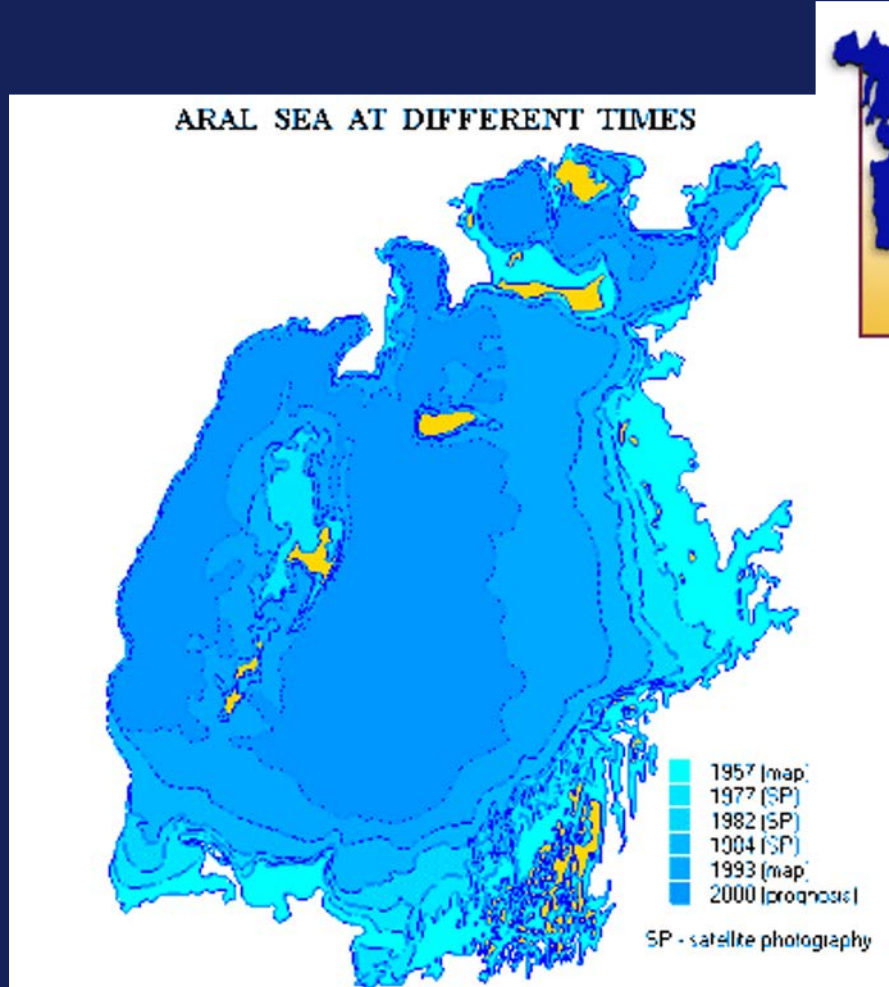 ARAL SEA AT DIFFERENT TIMES
1957 (map)
1977 (SP)
1982 (SP)
1984 (SP)
1993 (map)
2000 (prognosis)
SP - satellite photography